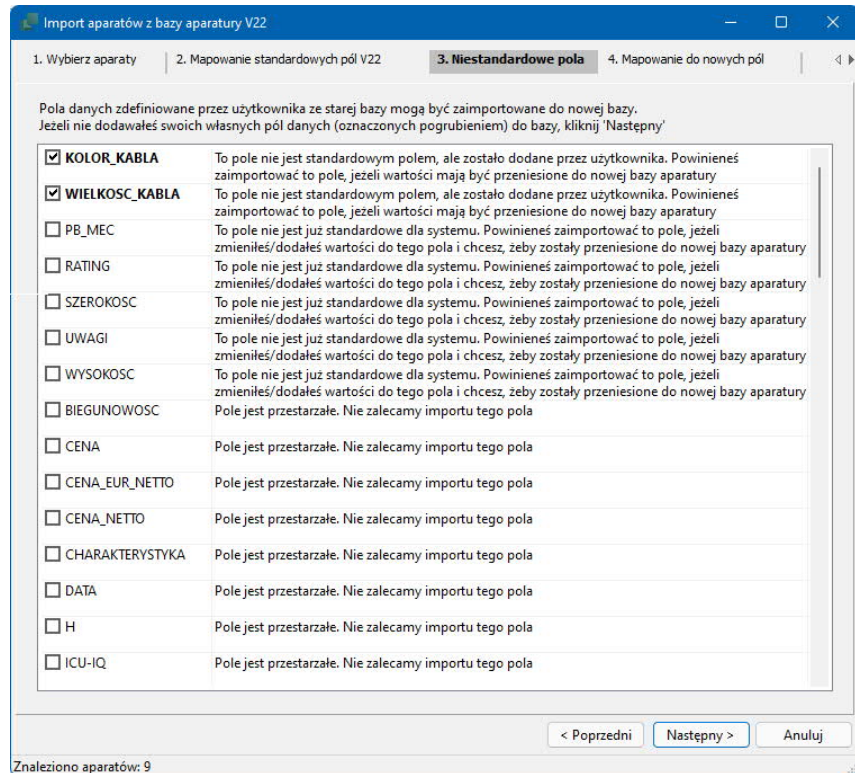 Import aparatów z bazy aparatury V22
1. Wybierz aparaty
2. Mapowanie standardowych pól V22
3. Niestandardowe pola
4. Mapowanie do nowych pól
Pola danych zdefiniowane przez użytkownika ze starej bazy mogą być zaimportowane do nowej bazy.
Jeżeli nie dodawałeś swoich własnych pól danych (oznaczonych pogrubieniem) do bazy, kliknij 'Następny'
KOLOR_KABLA
To pole nie jest standardowym polem, ale zostało dodane przez użytkownika. Powinieneś
zaimportować to pole, jeżeli wartości mają być przeniesione do nowej bazy aparatury
WIELKOSC_KABLA
To pole nie jest standardowym polem, ale zostało dodane przez użytkownika. Powinieneś
zaimportować to pole, jeżeli wartości mają być przeniesione do nowej bazy aparatury
PB_MEC
To pole nie jest już standardowe dla systemu. Powinieneś zaimportować to pole, jeżeli
zmieniłeś/dodałeś wartości do tego pola i chcesz, żeby zostały przeniesione do nowej bazy aparatury
RATING
To pole nie jest już standardowe dla systemu. Powinieneś zaimportować to pole, jeżeli
zmieniłeś/dodałeś wartości do tego pola i chcesz, żeby zostały przeniesione do nowej bazy aparatury
SZEROKOSC
To pole nie jest już standardowe dla systemu. Powinieneś zaimportować to pole, jeżeli
zmieniłeś/dodałeś wartości do tego pola i chcesz, żeby zostały przeniesione do nowej bazy aparatury
UWAGI
To pole nie jest już standardowe dla systemu. Powinieneś zaimportować to pole, jeżeli
zmieniłeś/dodałeś wartości do tego pola i chcesz, żeby zostały przeniesione do nowej bazy aparatury
WYSOKOSC
To pole nie jest już standardowe dla systemu. Powinieneś zaimportować to pole, jeżeli
zmieniłeś/dodałeś wartości do tego pola i chcesz, żeby zostały przeniesione do nowej bazy aparatury
BIEGUNOWOSC
Pole jest przestarzałe. Nie zalecamy importu tego pola
CENA
Pole jest przestarzałe. Nie zalecamy importu tego pola
CENA_EUR_NETTO
Pole jest przestarzałe. Nie zalecamy importu tego pola
CENA_NETTO
Pole jest przestarzałe. Nie zalecamy importu tego pola
CHARAKTERYSTYKA
Pole jest przestarzałe. Nie zalecamy importu tego pola
DATA
Pole jest przestarzałe. Nie zalecamy importu tego pola
H
Pole jest przestarzałe. Nie zalecamy importu tego pola
ICU-IQ
Pole jest przestarzałe. Nie zalecamy importu tego pola
< Poprzedni
Następny >
Anuluj
Znaleziono aparatów: 9